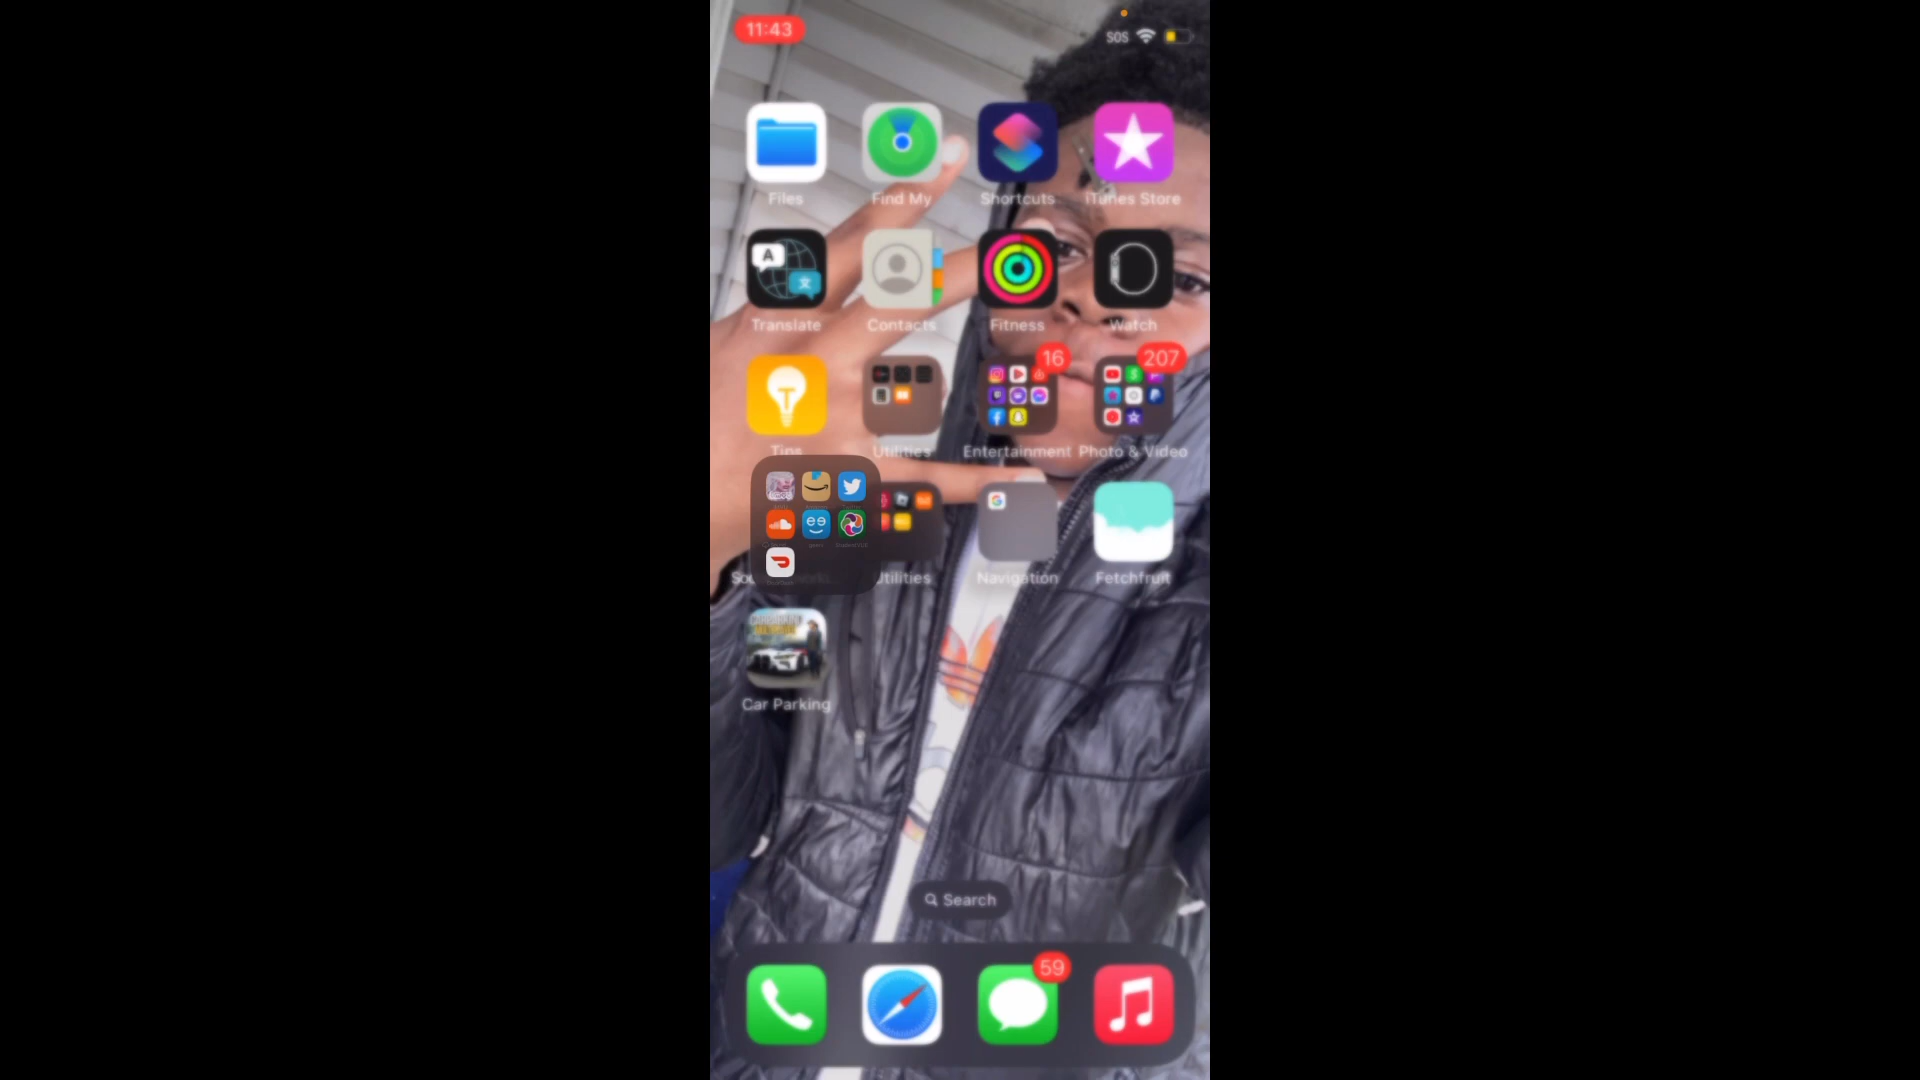 11:43
SOS
Files Find My Shortcuts iTunes Store
A 文
Translate Contacts Fitness Watch
16 207
T
Tips Utilities Entertainment Photo & Video
Utilities Navigation Fetchfruit
Car Parking
Search
59